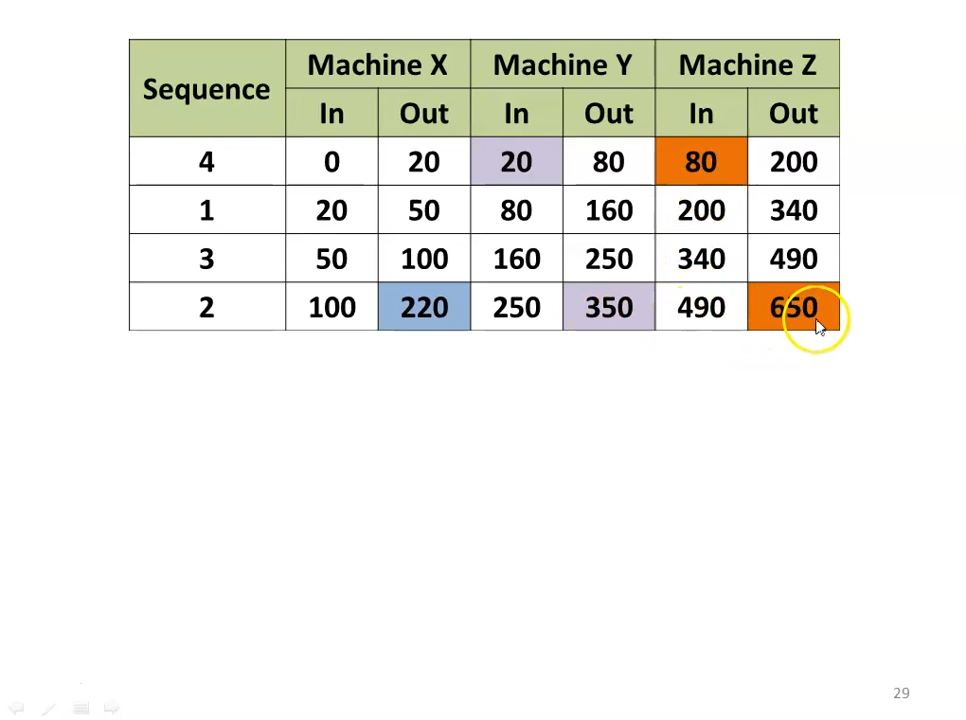 Sequence Machine X Machine Y Machine Z
In Out In Out In Out
4 0 20 20 80 80 200
1 20 50 80 160 200 340
3 50 100 160 250 340 490
2 100 220 250 350 490 650
29